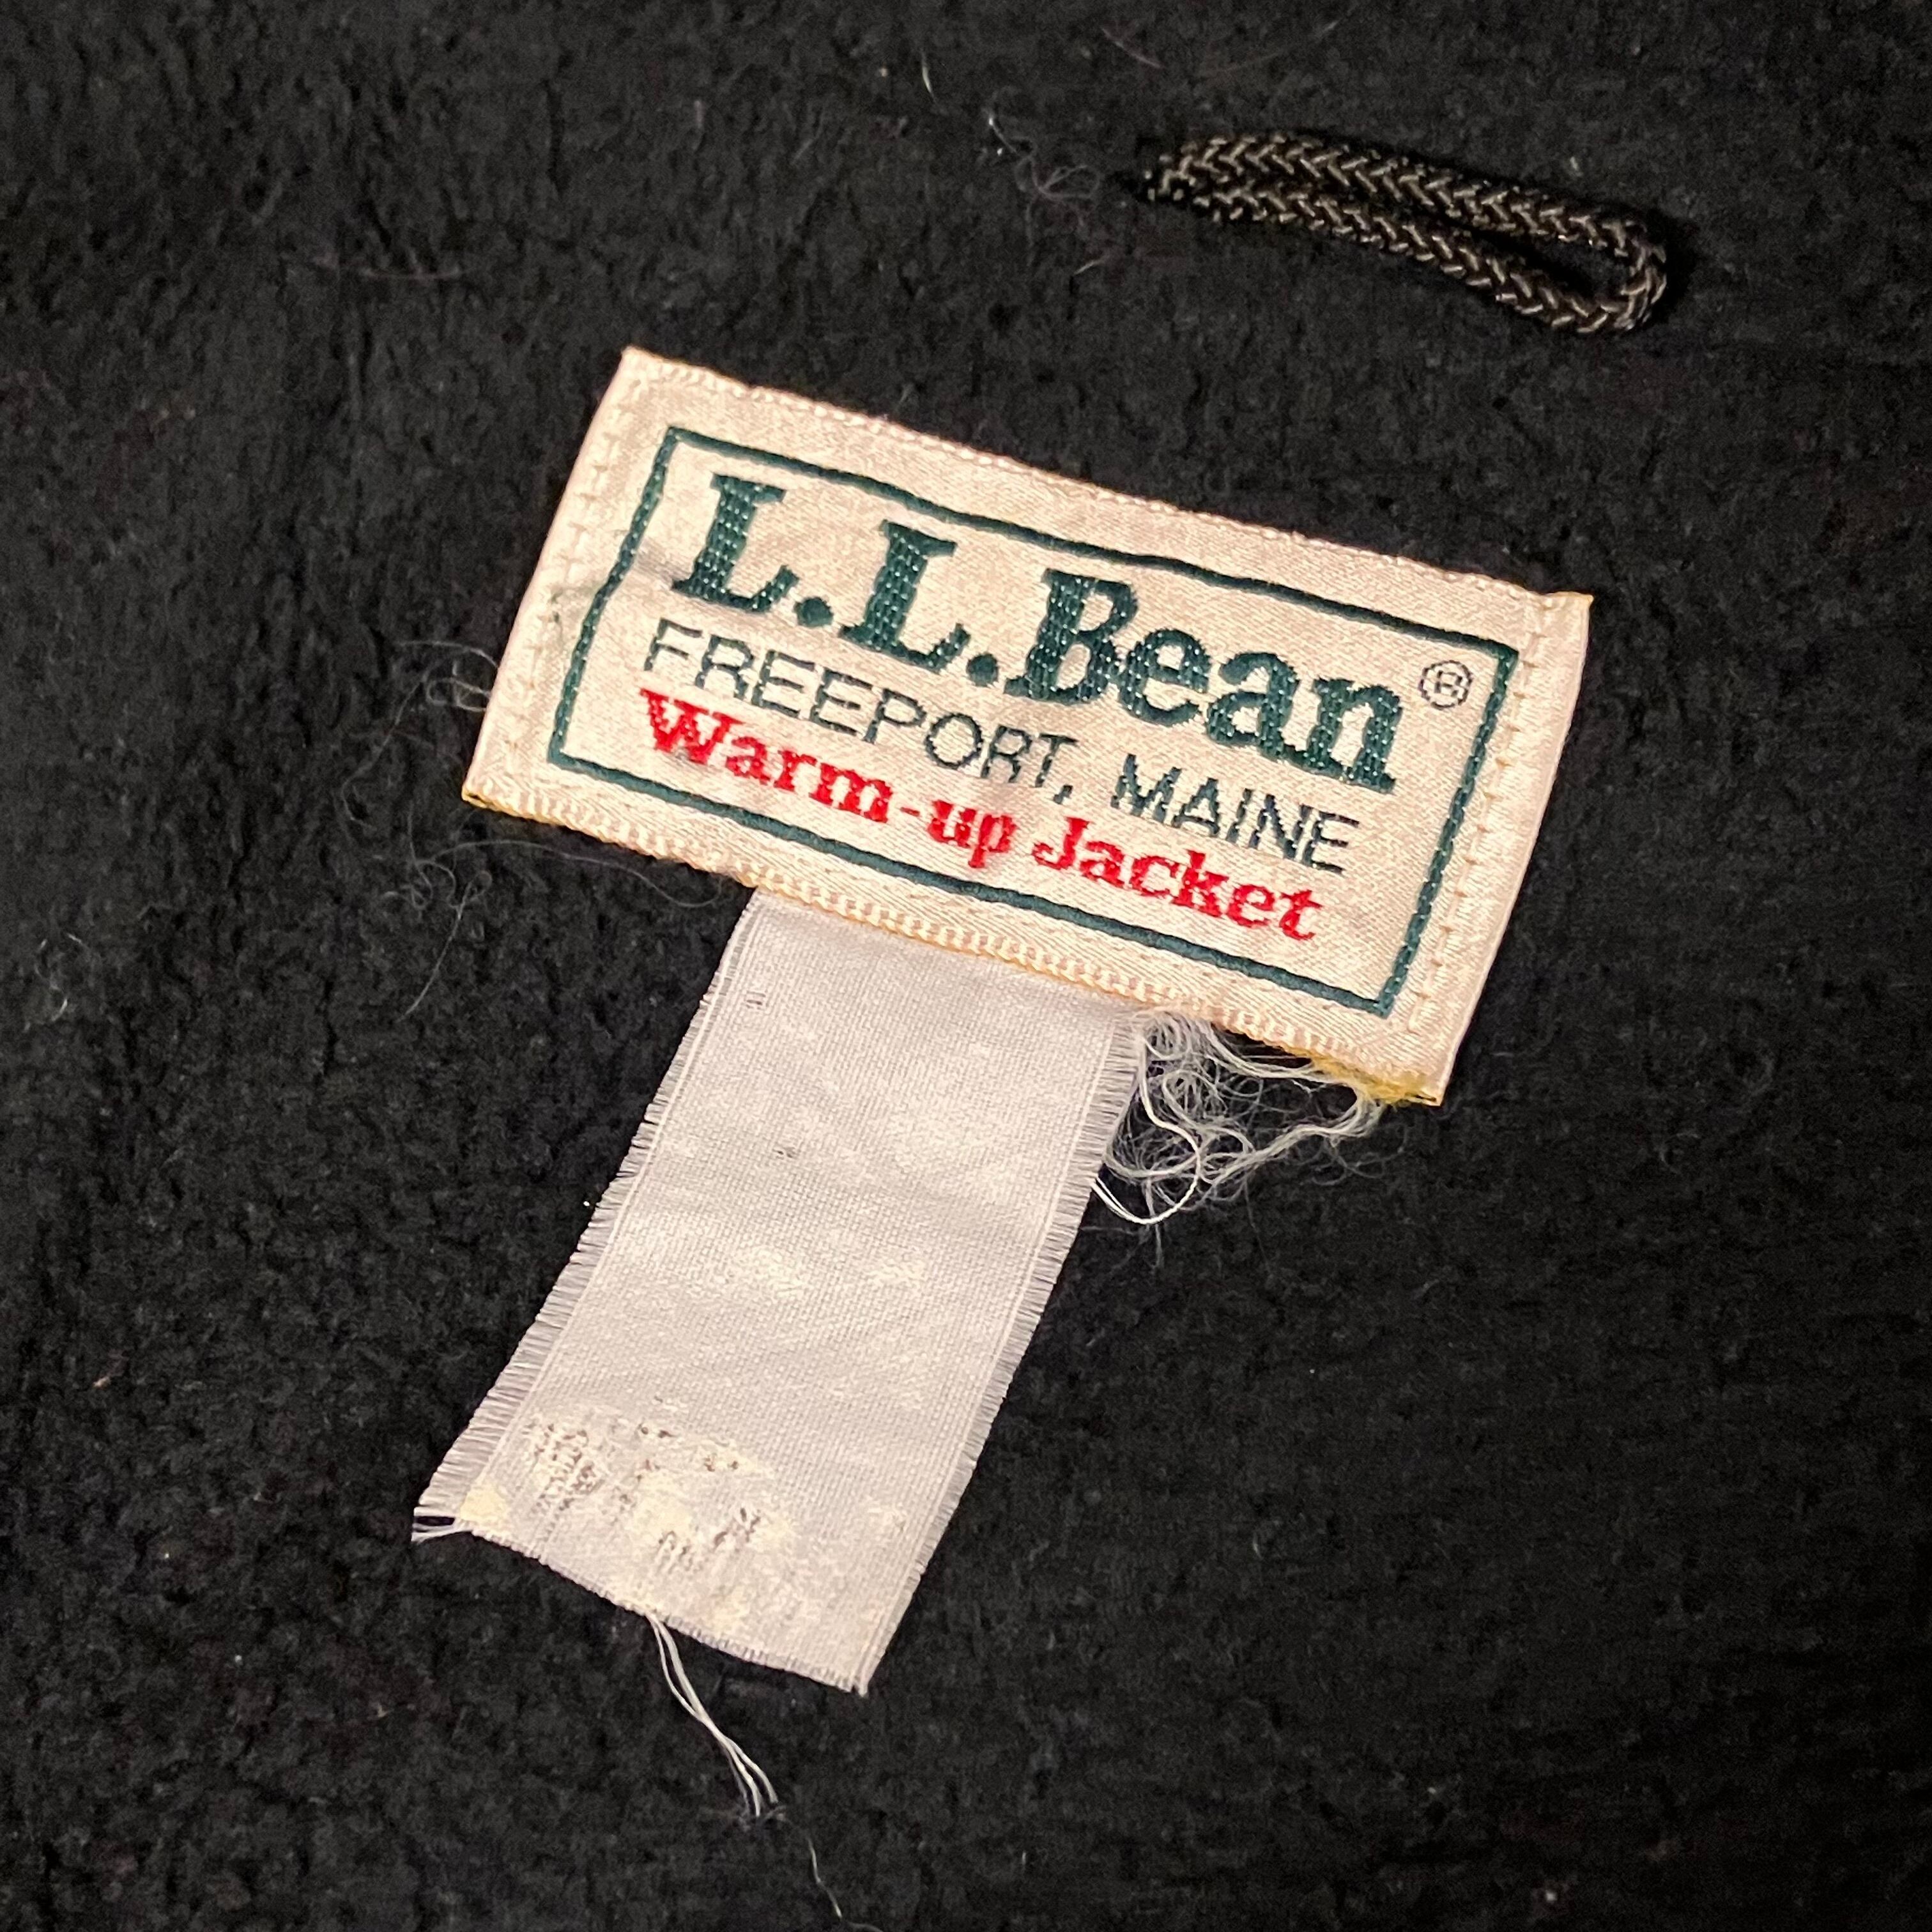 L.L.Bean®
FREEPORT, MAINE
Warm-up Jacket